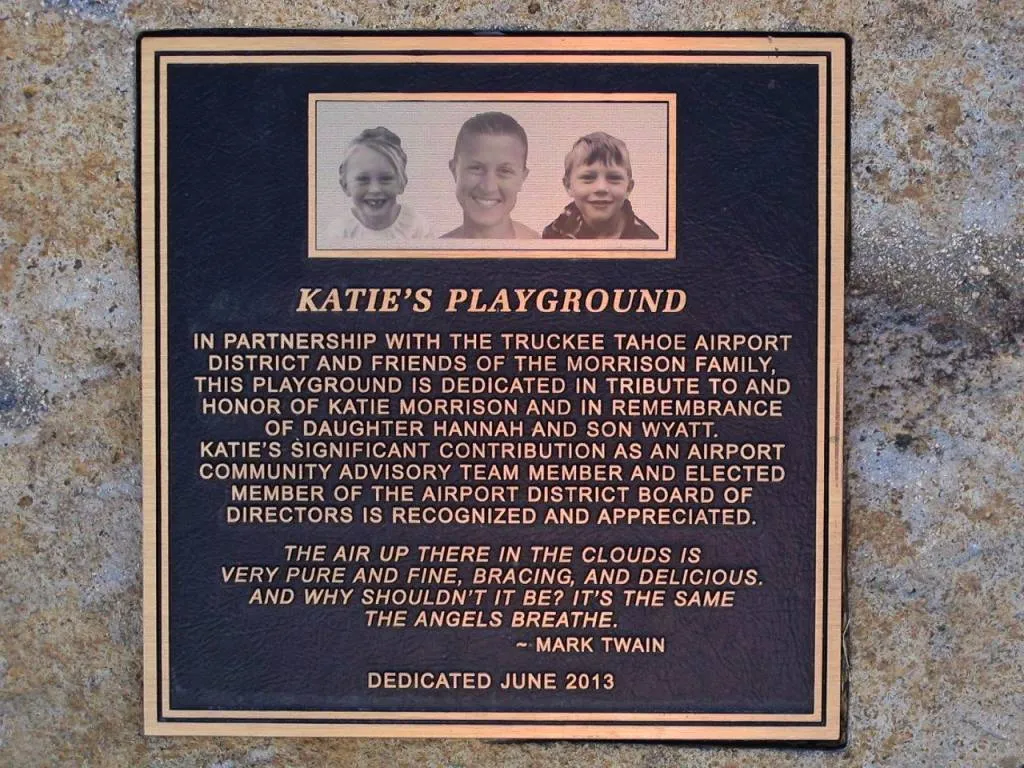 KATIE'S PLAYGROUND
IN PARTNERSHIP WITH THE TRUCKEE TAHOE AIRPORT
DISTRICT AND FRIENDS OF THE MORRISON FAMILY,
THIS PLAYGROUND IS DEDICATED IN TRIBUTE TO AND
HONOR OF KATIE MORRISON AND IN REMEMBRANCE
OF DAUGHTER HANNAH AND SON WYATT.
KATIE'S SIGNIFICANT CONTRIBUTION AS AN AIRPORT
COMMUNITY ADVISORY TEAM MEMBER AND ELECTED
MEMBER OF THE AIRPORT DISTRICT BOARD OF
DIRECTORS IS RECOGNIZED AND APPRECIATED.
THE AIR UP THERE IN THE CLOUDS IS
VERY PURE AND FINE, BRACING, AND DELICIOUS.
AND WHY SHOULDN'T IT BE? IT'S THE SAME
THE ANGELS BREATHE.
~ MARK TWAIN
DEDICATED JUNE 2013